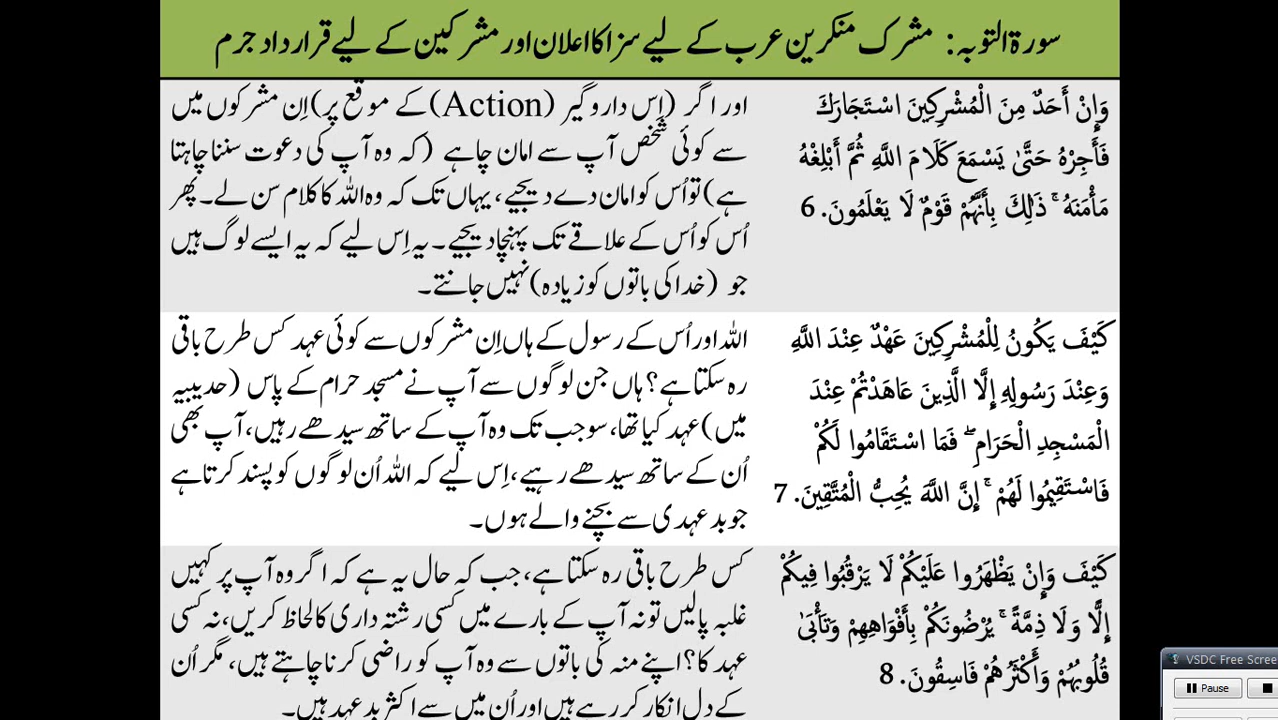 سورۃ التوبہ: مشرک منکرین عرب کے لیے سزا کا اعلان اور مشرکین کے لیے قرارداد جرم
وَإِنْ أَحَدٌ مِنَ الْمُشْرِكِينَ اسْتَجَارَكَ
فَأَجِرْهُ حَتَّىٰ يَسْمَعَ كَلَامَ اللَّهِ ثُمَّ أَبْلِغْهُ
مَأْمَنَهُ ۚ ذَٰلِكَ بِأَنَّهُمْ قَوْمٌ لَا يَعْلَمُونَ. 6
اور اگر (اِس دار و گیر (Action) کے موقع پر) اِن مشرکوں میں
سے کوئی شخص آپ سے امان چاہے (کہ وہ آپ کی دعوت سننا چاہتا
ہے) تو اُس کو امان دے دیجیے، یہاں تک کہ وہ اللہ کا کلام سن لے۔ پھر
اُس کو اُس کے علاقے تک پہنچا دیجیے۔ یہ اِس لیے کہ یہ ایسے لوگ ہیں
جو (خدا کی باتوں کو زیادہ) نہیں جانتے۔
كَيْفَ يَكُونُ لِلْمُشْرِكِينَ عَهْدٌ عِنْدَ اللَّهِ
وَعِنْدَ رَسُولِهِ إِلَّا الَّذِينَ عَاهَدْتُمْ عِنْدَ
الْمَسْجِدِ الْحَرَامِ ۖ فَمَا اسْتَقَامُوا لَكُمْ
فَاسْتَقِيمُوا لَهُمْ ۚ إِنَّ اللَّهَ يُحِبُّ الْمُتَّقِينَ. 7
اللہ اور اُس کے رسول کے ہاں اِن مشرکوں سے کوئی عہد کس طرح باقی
رہ سکتا ہے؟ ہاں جن لوگوں سے آپ نے مسجد حرام کے پاس (حدیبیہ
میں) عہد کیا تھا، سو جب تک وہ آپ کے ساتھ سیدھے رہیں، آپ بھی
اُن کے ساتھ سیدھے رہیے، اِس لیے کہ اللہ اُن لوگوں کو پسند کرتا ہے
جو بد عہدی سے بچنے والے ہوں۔
كَيْفَ وَإِنْ يَظْهَرُوا عَلَيْكُمْ لَا يَرْقُبُوا فِيكُمْ
إِلًّا وَلَا ذِمَّةً ۚ يُرْضُونَكُمْ بِأَفْوَاهِهِمْ وَتَأْبَىٰ
قُلُوبُهُمْ وَأَكْثَرُهُمْ فَاسِقُونَ. 8
کس طرح باقی رہ سکتا ہے، جب کہ حال یہ ہے کہ اگر وہ آپ پر کہیں
غلبہ پالیں تو نہ آپ کے بارے میں کسی رشتہ داری کا لحاظ کریں، نہ کسی
عہد کا؟ اپنے منہ کی باتوں سے وہ آپ کو راضی کرنا چاہتے ہیں، مگر اُن
کے دل انکار کر رہے ہیں اور اُن میں سے اکثر بد عہد ہیں۔
VSDC Free Scree
Pause